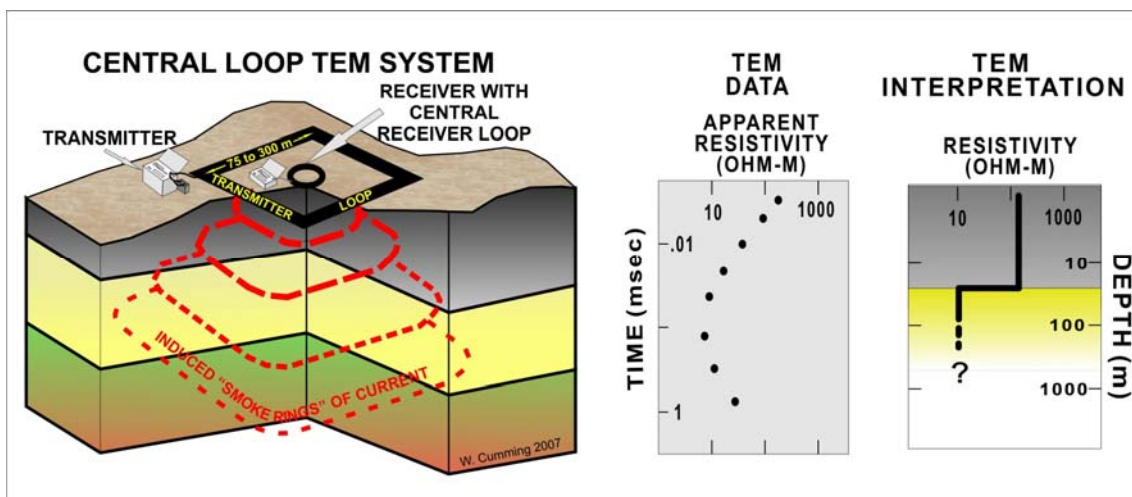 CENTRAL LOOP TEM SYSTEM
RECEIVER WITH
CENTRAL
RECEIVER LOOP
TRANSMITTER
75 to 300 m
TRANSMITTER
LOOP
INDUCED "SMOKE RINGS" OF CURRENT
W. Cumming 2007
TEM
DATA
APPARENT
RESISTIVITY
(OHM-M)
10
1000
.01
TIME (msec)
1
TEM
INTERPRETATION
RESISTIVITY
(OHM-M)
10
1000
10
100
?
1000
DEPTH (m)